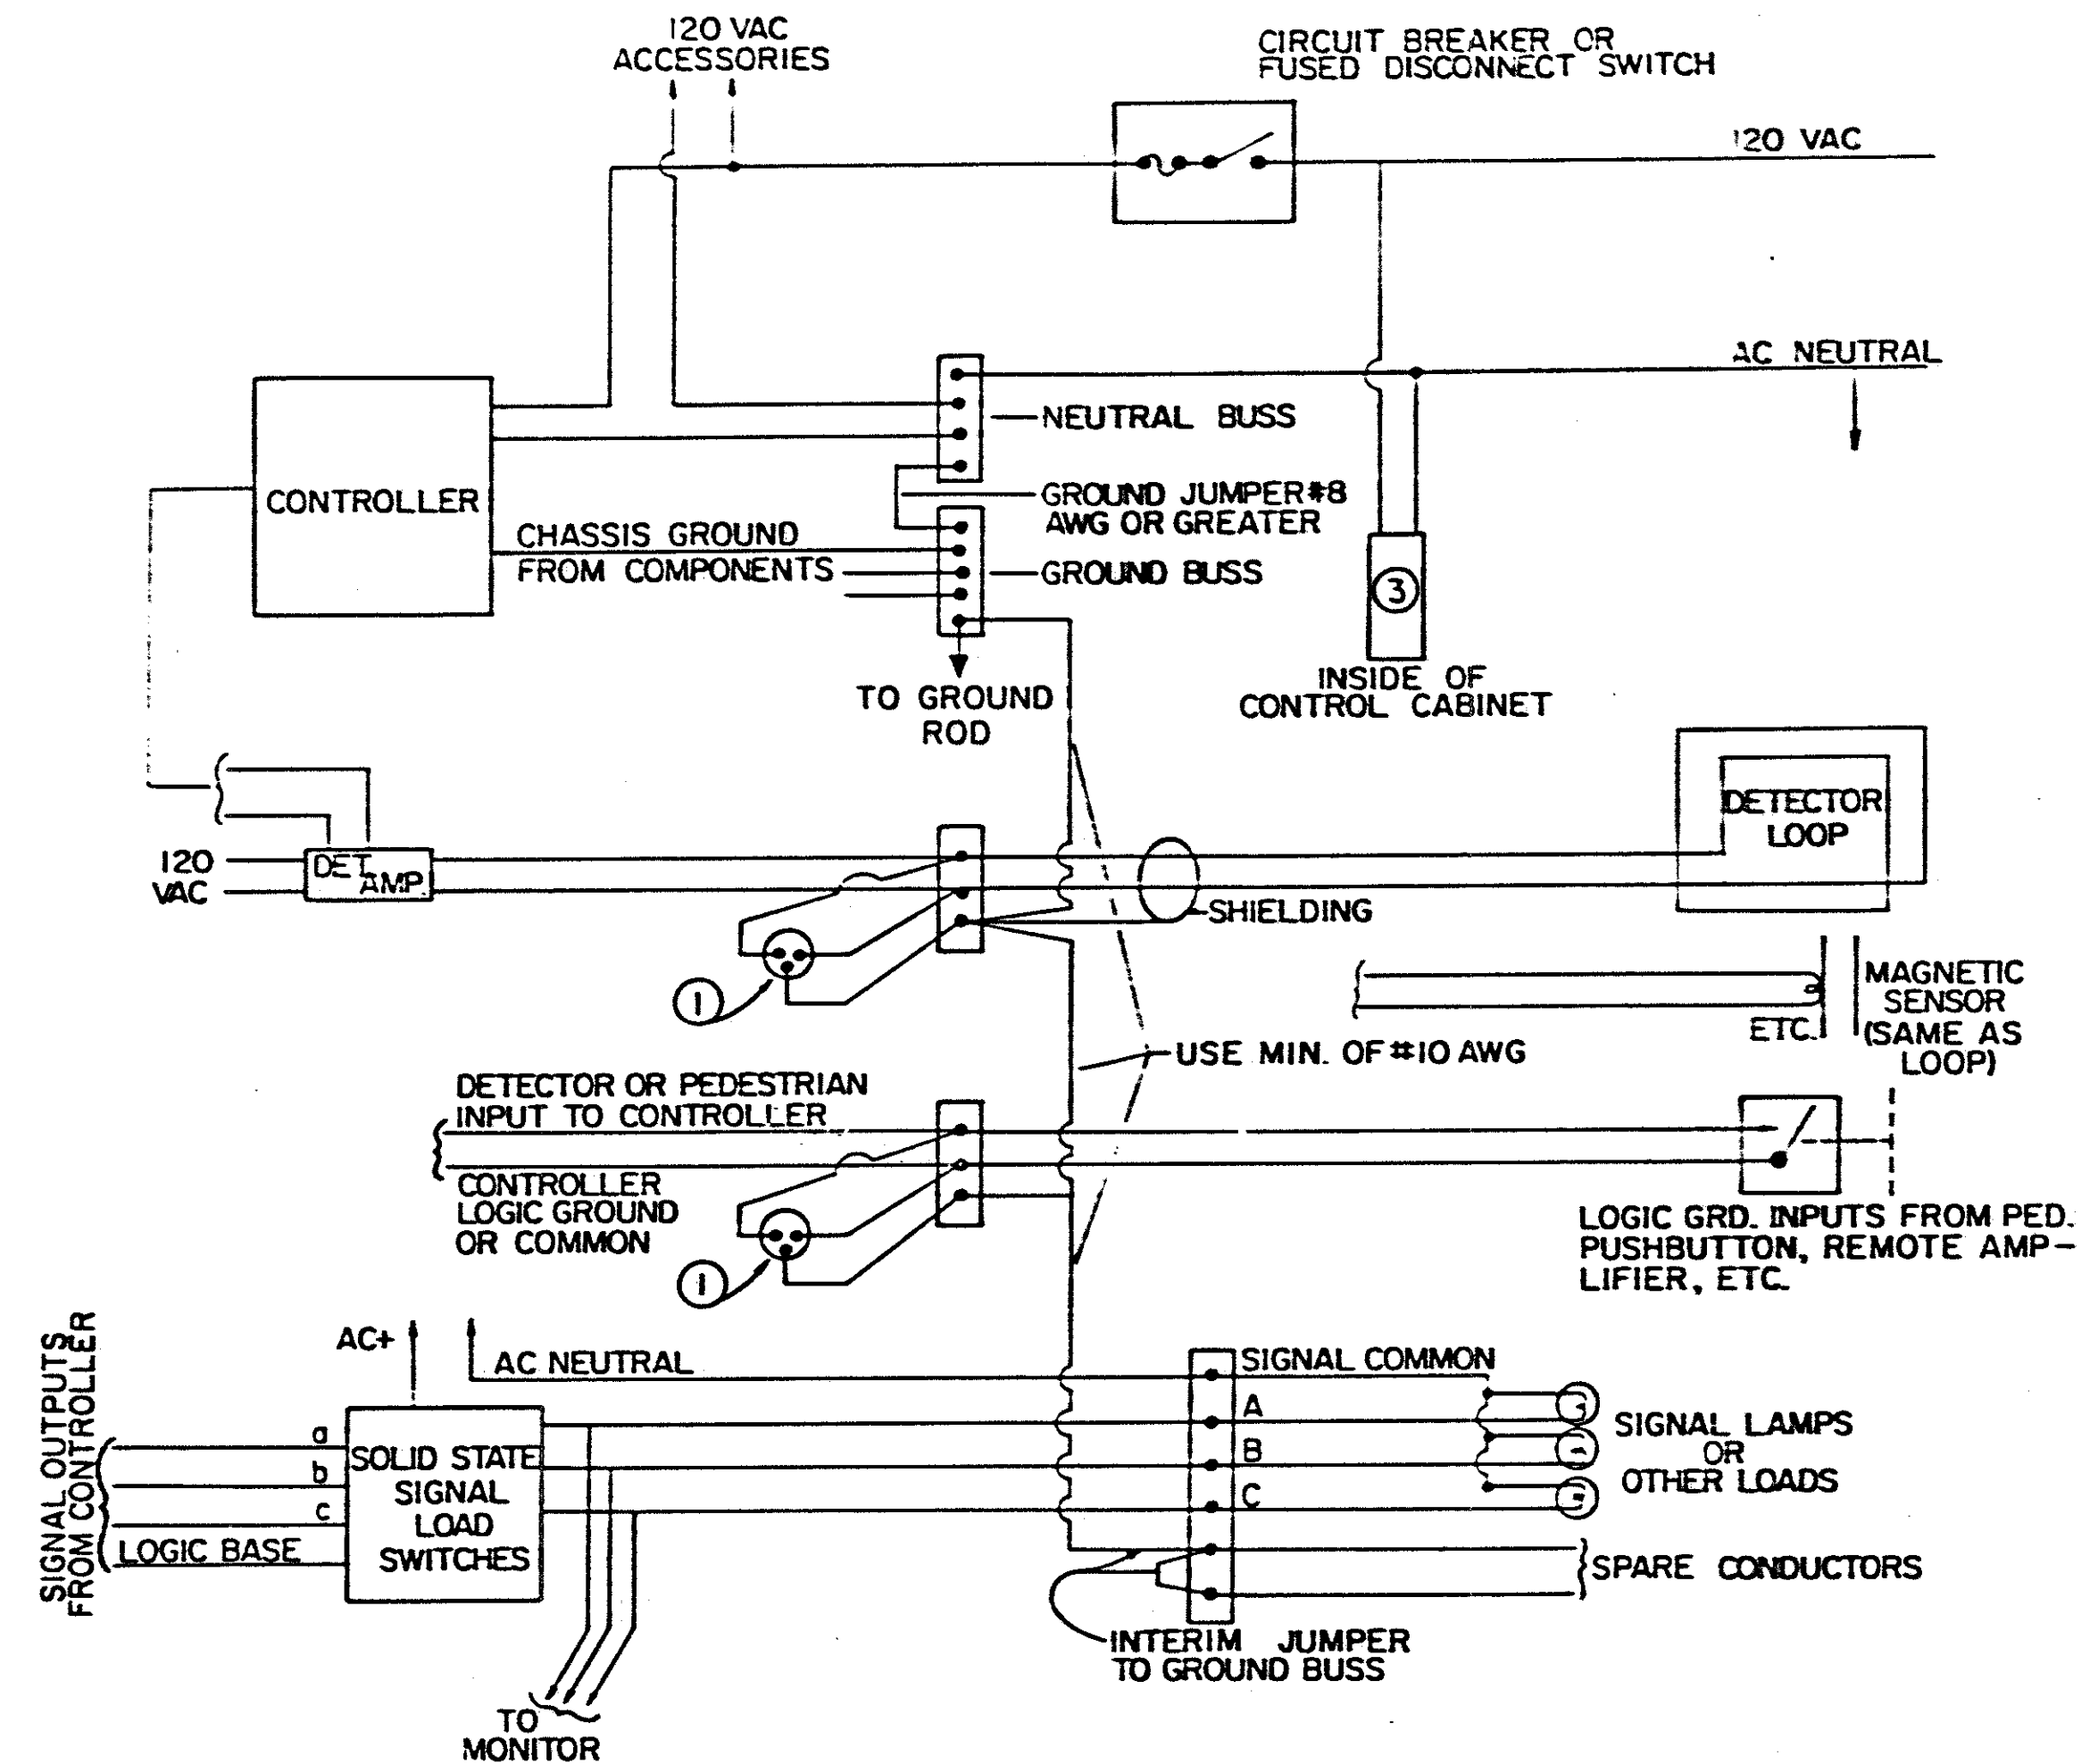 120 VAC
ACCESSORIES
CIRCUIT BREAKER OR
FUSED DISCONNECT SWITCH
120 VAC
AC NEUTRAL
NEUTRAL BUSS
CONTROLLER
GROUND JUMPER #8
AWG OR GREATER
CHASSIS GROUND
FROM COMPONENTS
GROUND BUSS
3
INSIDE OF
CONTROL CABINET
TO GROUND
ROD
DETECTOR
LOOP
120
VAC
DET.
AMP.
SHIELDING
1
MAGNETIC
SENSOR
(SAME AS
LOOP)
ETC.
USE MIN. OF #10 AWG
DETECTOR OR PEDESTRIAN
INPUT TO CONTROLLER
CONTROLLER
LOGIC GROUND
OR COMMON
1
LOGIC GRD. INPUTS FROM PED.
PUSHBUTTON, REMOTE AMP-
LIFIER, ETC.
SIGNAL OUTPUTS
FROM CONTROLLER
AC+
AC NEUTRAL
SIGNAL COMMON
a
b
c
LOGIC BASE
SOLID STATE
SIGNAL
LOAD
SWITCHES
A
B
C
SIGNAL LAMPS
OR
OTHER LOADS
SPARE CONDUCTORS
INTERIM JUMPER
TO GROUND BUSS
TO
MONITOR